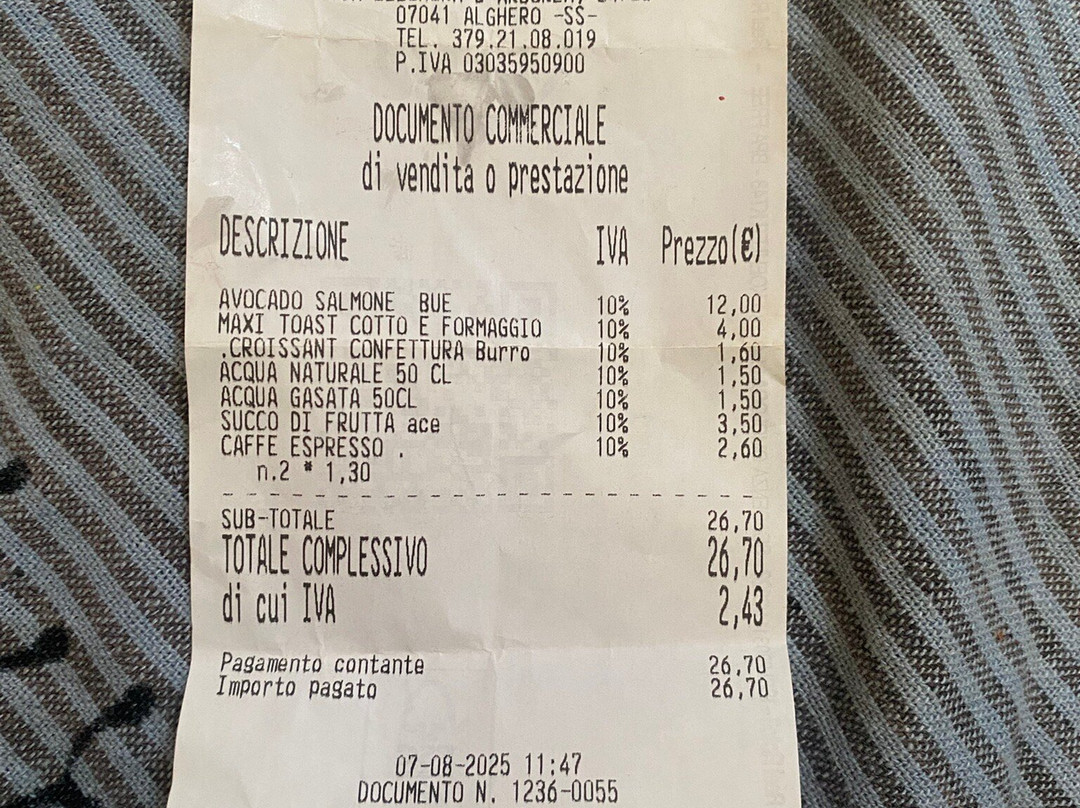 07041 ALGHERO -SS-
TEL. 379.21.08.019
P.IVA 03035950900
DOCUMENTO COMMERCIALE
di vendita o prestazione
DESCRIZIONE IVA Prezzo(€)
AVOCADO SALMONE BUE 10% 12,00
MAXI TOAST COTTO E FORMAGGIO 10% 4,00
.CROISSANT CONFETTURA Burro 10% 1,60
ACQUA NATURALE 50 CL 10% 1,50
ACQUA GASATA 50CL 10% 1,50
SUCCO DI FRUTTA ace 10% 3,50
CAFFE ESPRESSO . 10% 2,60
n.2 * 1,30
SUB-TOTALE 26,70
TOTALE COMPLESSIVO 26,70
di cui IVA 2,43
Pagamento contante 26,70
Importo pagato 26,70
07-08-2025 11:47
DOCUMENTO N. 1236-0055